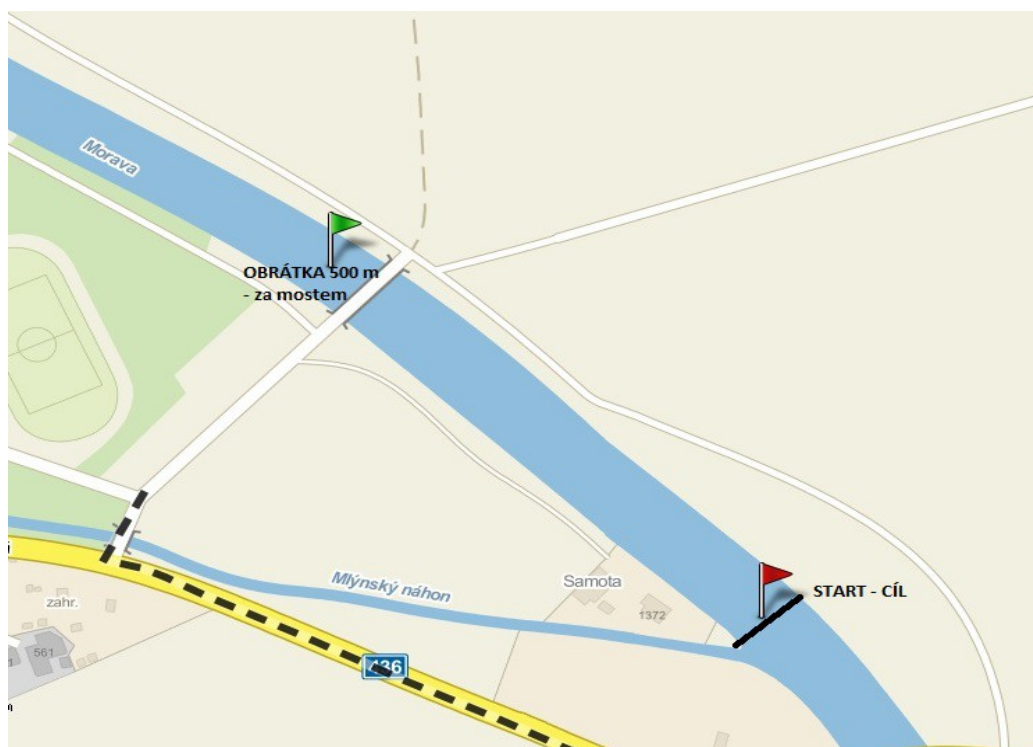 Morava
OBRÁTKA 500 m
- za mostem
START - CÍL
Samota
1372
Mlýnský náhon
zahr.
561
436